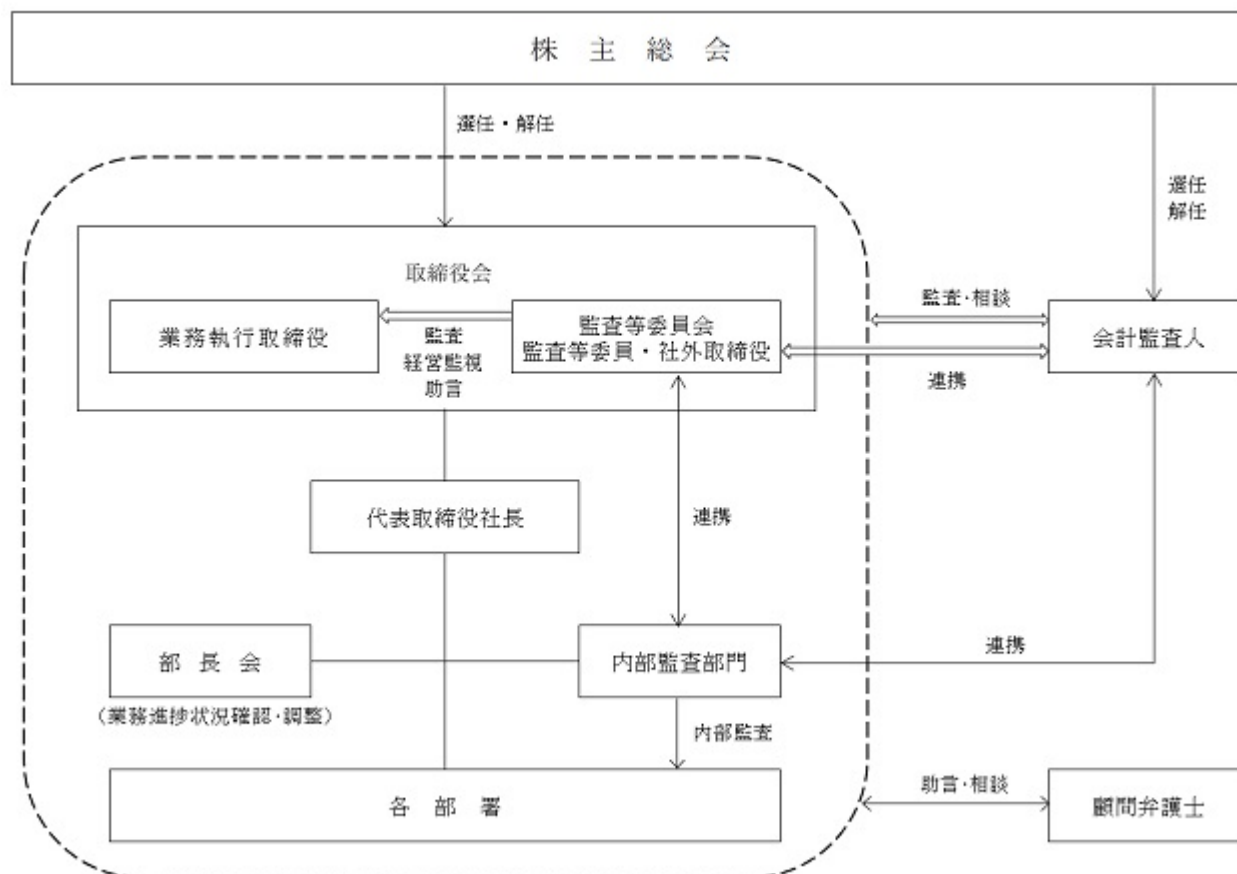 株主総会
選任・解任
選任
解任
取締役会
業務執行取締役
監査
経営監視
助言
監査等委員会
監査等委員・社外取締役
監査・相談
連携
会計監査人
代表取締役社長
連携
部長会
(業務進捗状況確認・調整)
内部監査部門
連携
内部監査
各部署
助言・相談
顧問弁護士